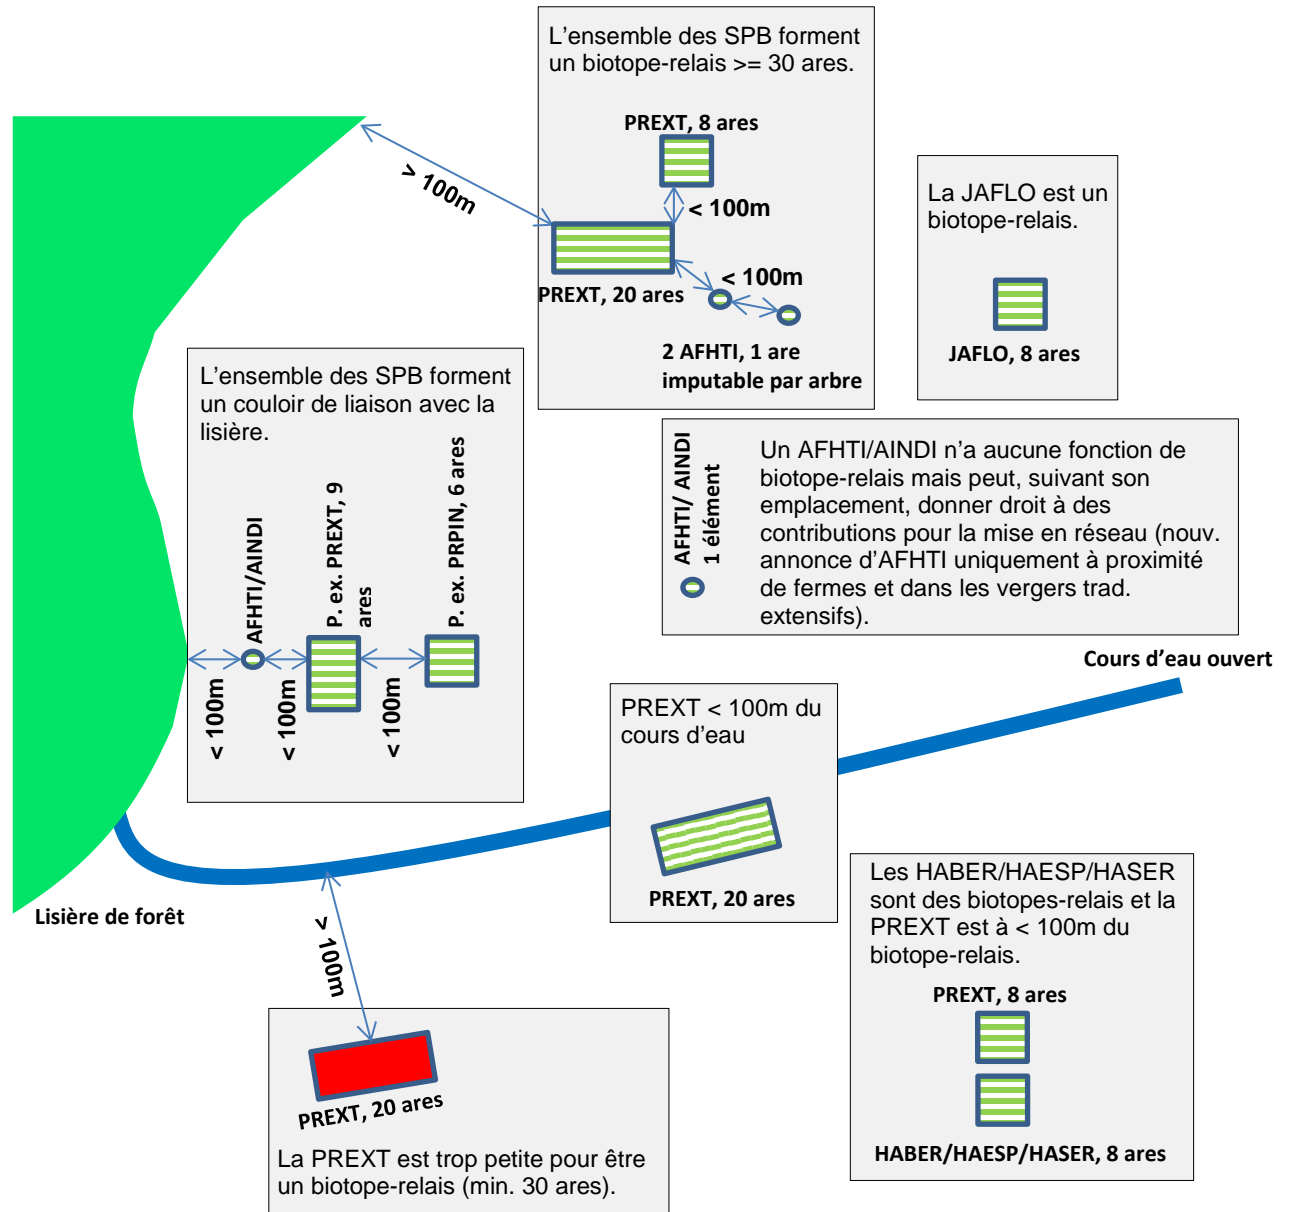 L'ensemble des SPB forment
un biotope-relais >= 30 ares.
PREXT, 8 ares
> 100m
< 100m
< 100m
PREXT, 20 ares
2 AFHTI, 1 are
imputable par arbre
La JAFLO est un
biotope-relais.
JAFLO, 8 ares
L'ensemble des SPB forment
un couloir de liaison avec la
lisière.
AFHTI/AINDI
P. ex. PREXT, 9
ares
P. ex. PRPIN, 6 ares
< 100m
< 100m
< 100m
AFHTI/ AINDI
1 élément
Un AFHTI/AINDI n'a aucune fonction de
biotope-relais mais peut, suivant son
emplacement, donner droit à des
contributions pour la mise en réseau (nouv.
annonce d'AFHTI uniquement à proximité
de fermes et dans les vergers trad.
extensifs).
Cours d'eau ouvert
PREXT < 100m du
cours d'eau
PREXT, 20 ares
Lisière de forêt
> 100m
Les HABER/HAESP/HASER
sont des biotopes-relais et la
PREXT est à < 100m du
biotope-relais.
PREXT, 8 ares
HABER/HAESP/HASER, 8 ares
PREXT, 20 ares
La PREXT est trop petite pour être
un biotope-relais (min. 30 ares).